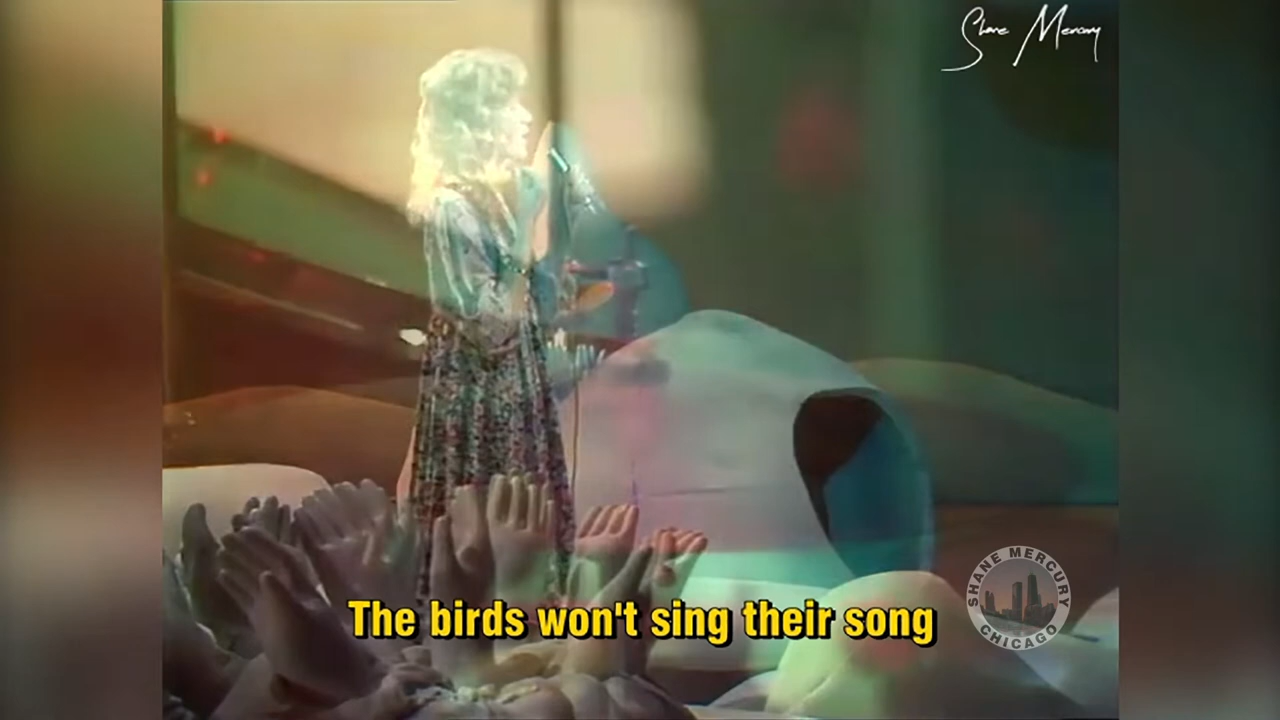 Shane Mercury
The birds won't sing their song
SHANE MERCURY
CHICAGO